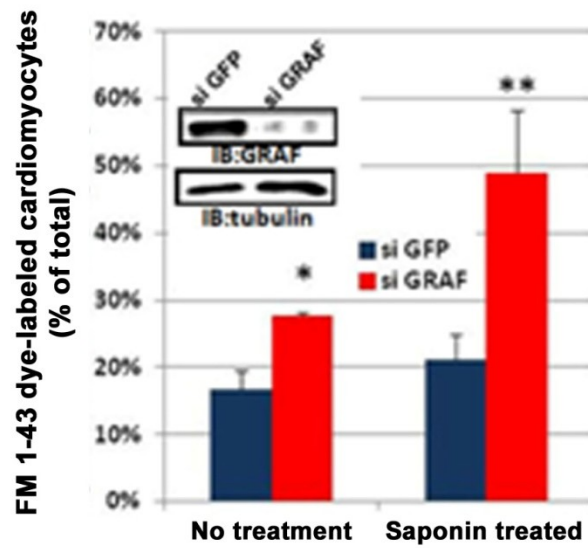 FM 1-43 dye-labeled cardiomyocytes
(% of total)
70%
60%
50%
40%
30%
20%
10%
0%
si GFP
si GRAF
IB:GRAF
IB:tubulin
**
si GFP
si GRAF
*
No treatment
Saponin treated